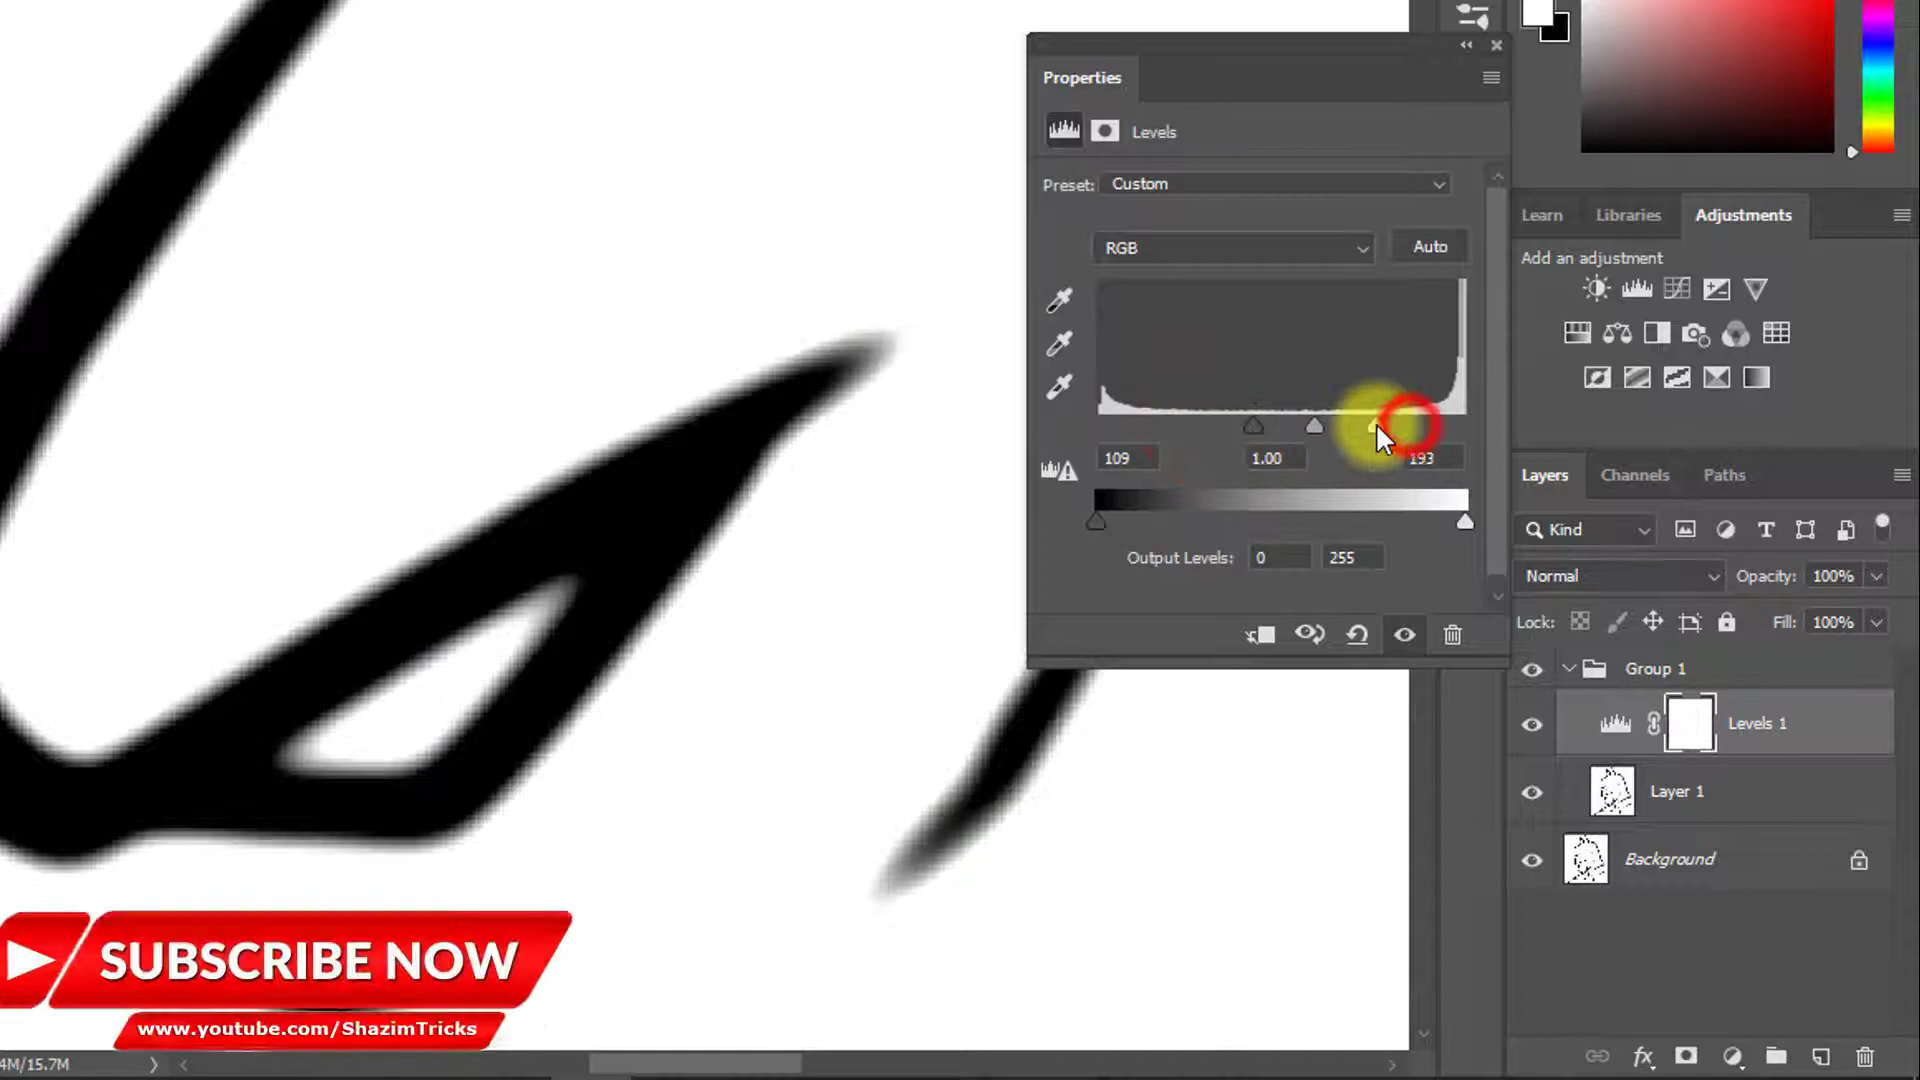 Properties
Levels
Preset: Custom
RGB
Auto
109
1.00
193
Output Levels: 0 255
Learn Libraries Adjustments
Add an adjustment
Layers Channels Paths
Kind
Normal Opacity: 100%
Lock: Fill: 100%
Group 1
Levels 1
Layer 1
Background
SUBSCRIBE NOW
www.youtube.com/ShazimTricks
4M/15.7M